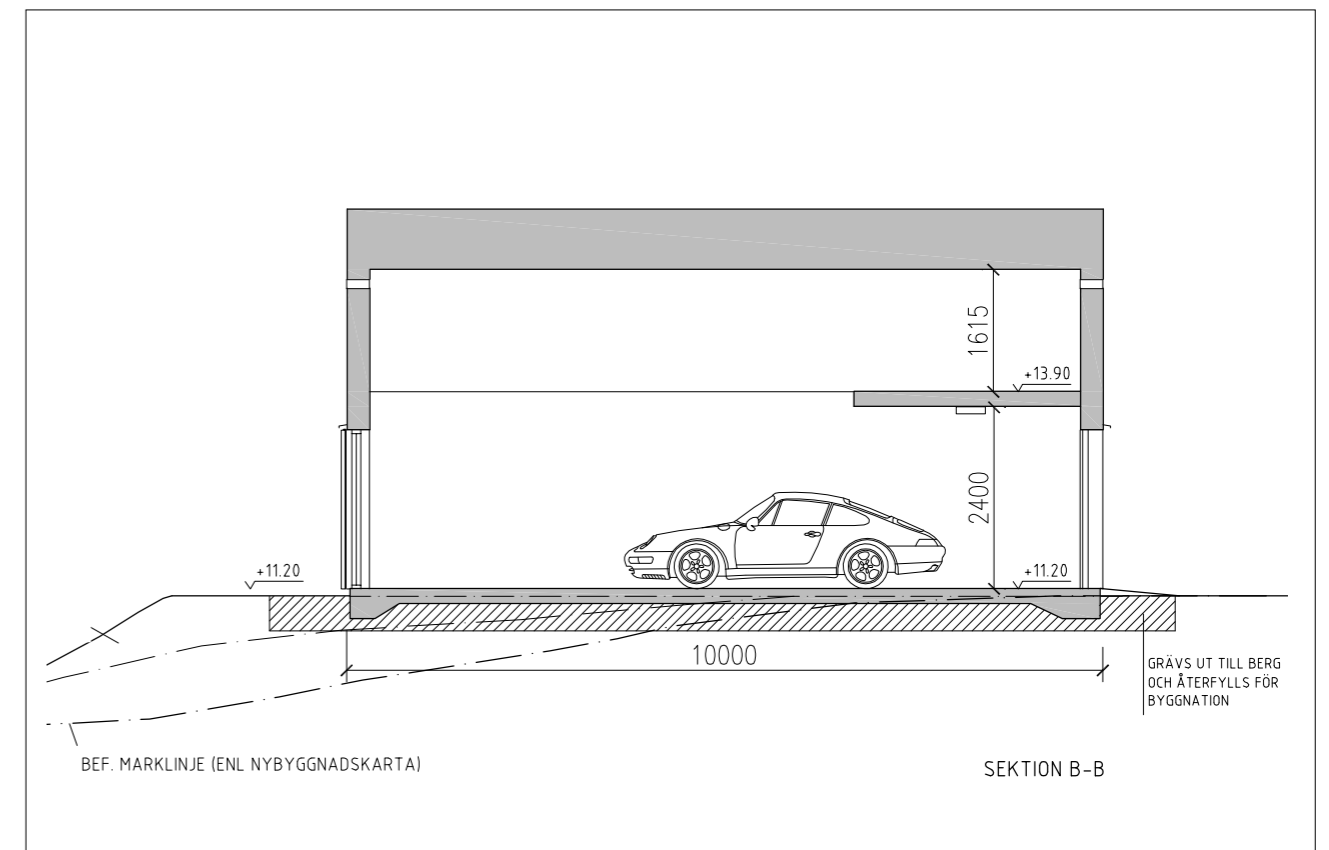 1615
+13.90
2400
+11.20
+11.20
10000
GRÄVS UT TILL BERG
OCH ÅTERFYLLS FÖR
BYGGNATION
BEF. MARKLINJE (ENL NYBYGGNADSKARTA)
SEKTION B-B